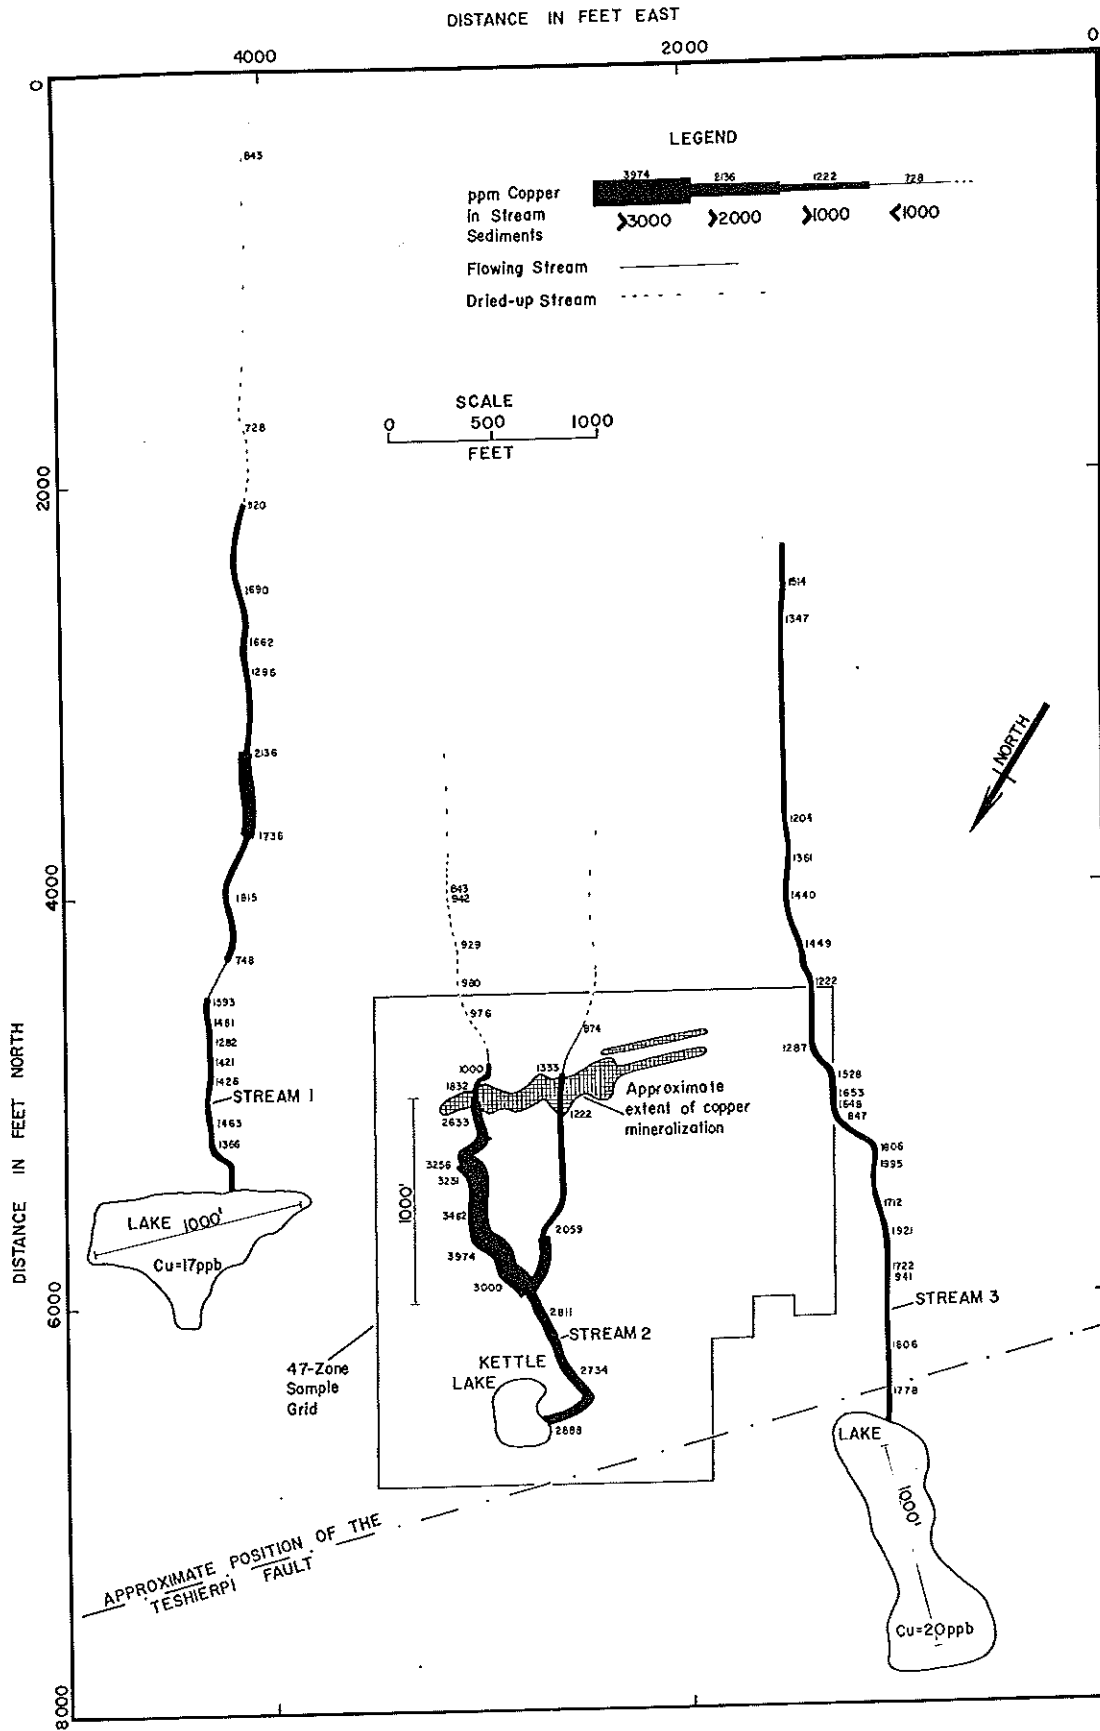 DISTANCE IN FEET EAST
4000
2000
0
0
LEGEND
843
3974 2136 1222 728
ppm Copper
in Stream
Sediments
>3000 >2000 >1000 <1000
Flowing Stream
Dried-up Stream
SCALE
0 500 1000
FEET
728
2000
920
1690
1662
1295
2136
1736
1815
748
1593
1481
1282
1421
1426
STREAM 1
1463
1366
LAKE 1000'
Cu=17ppb
4000
DISTANCE IN FEET NORTH
6000
8000
843
942
929
980
976
1000
1832
2633
3256
3231
3462
3974
3000
1000'
874
1333
1222
Approximate
extent of copper
mineralization
2059
2811
STREAM 2
KETTLE
LAKE
2734
2888
47-Zone
Sample
Grid
1514
1347
NORTH
1204
1361
1440
1449
1222
1287
1528
1653
1648
847
1806
1395
1712
1921
1722
941
STREAM 3
1806
1778
LAKE
1000'
Cu=20ppb
APPROXIMATE POSITION OF THE
TESHIERPI FAULT